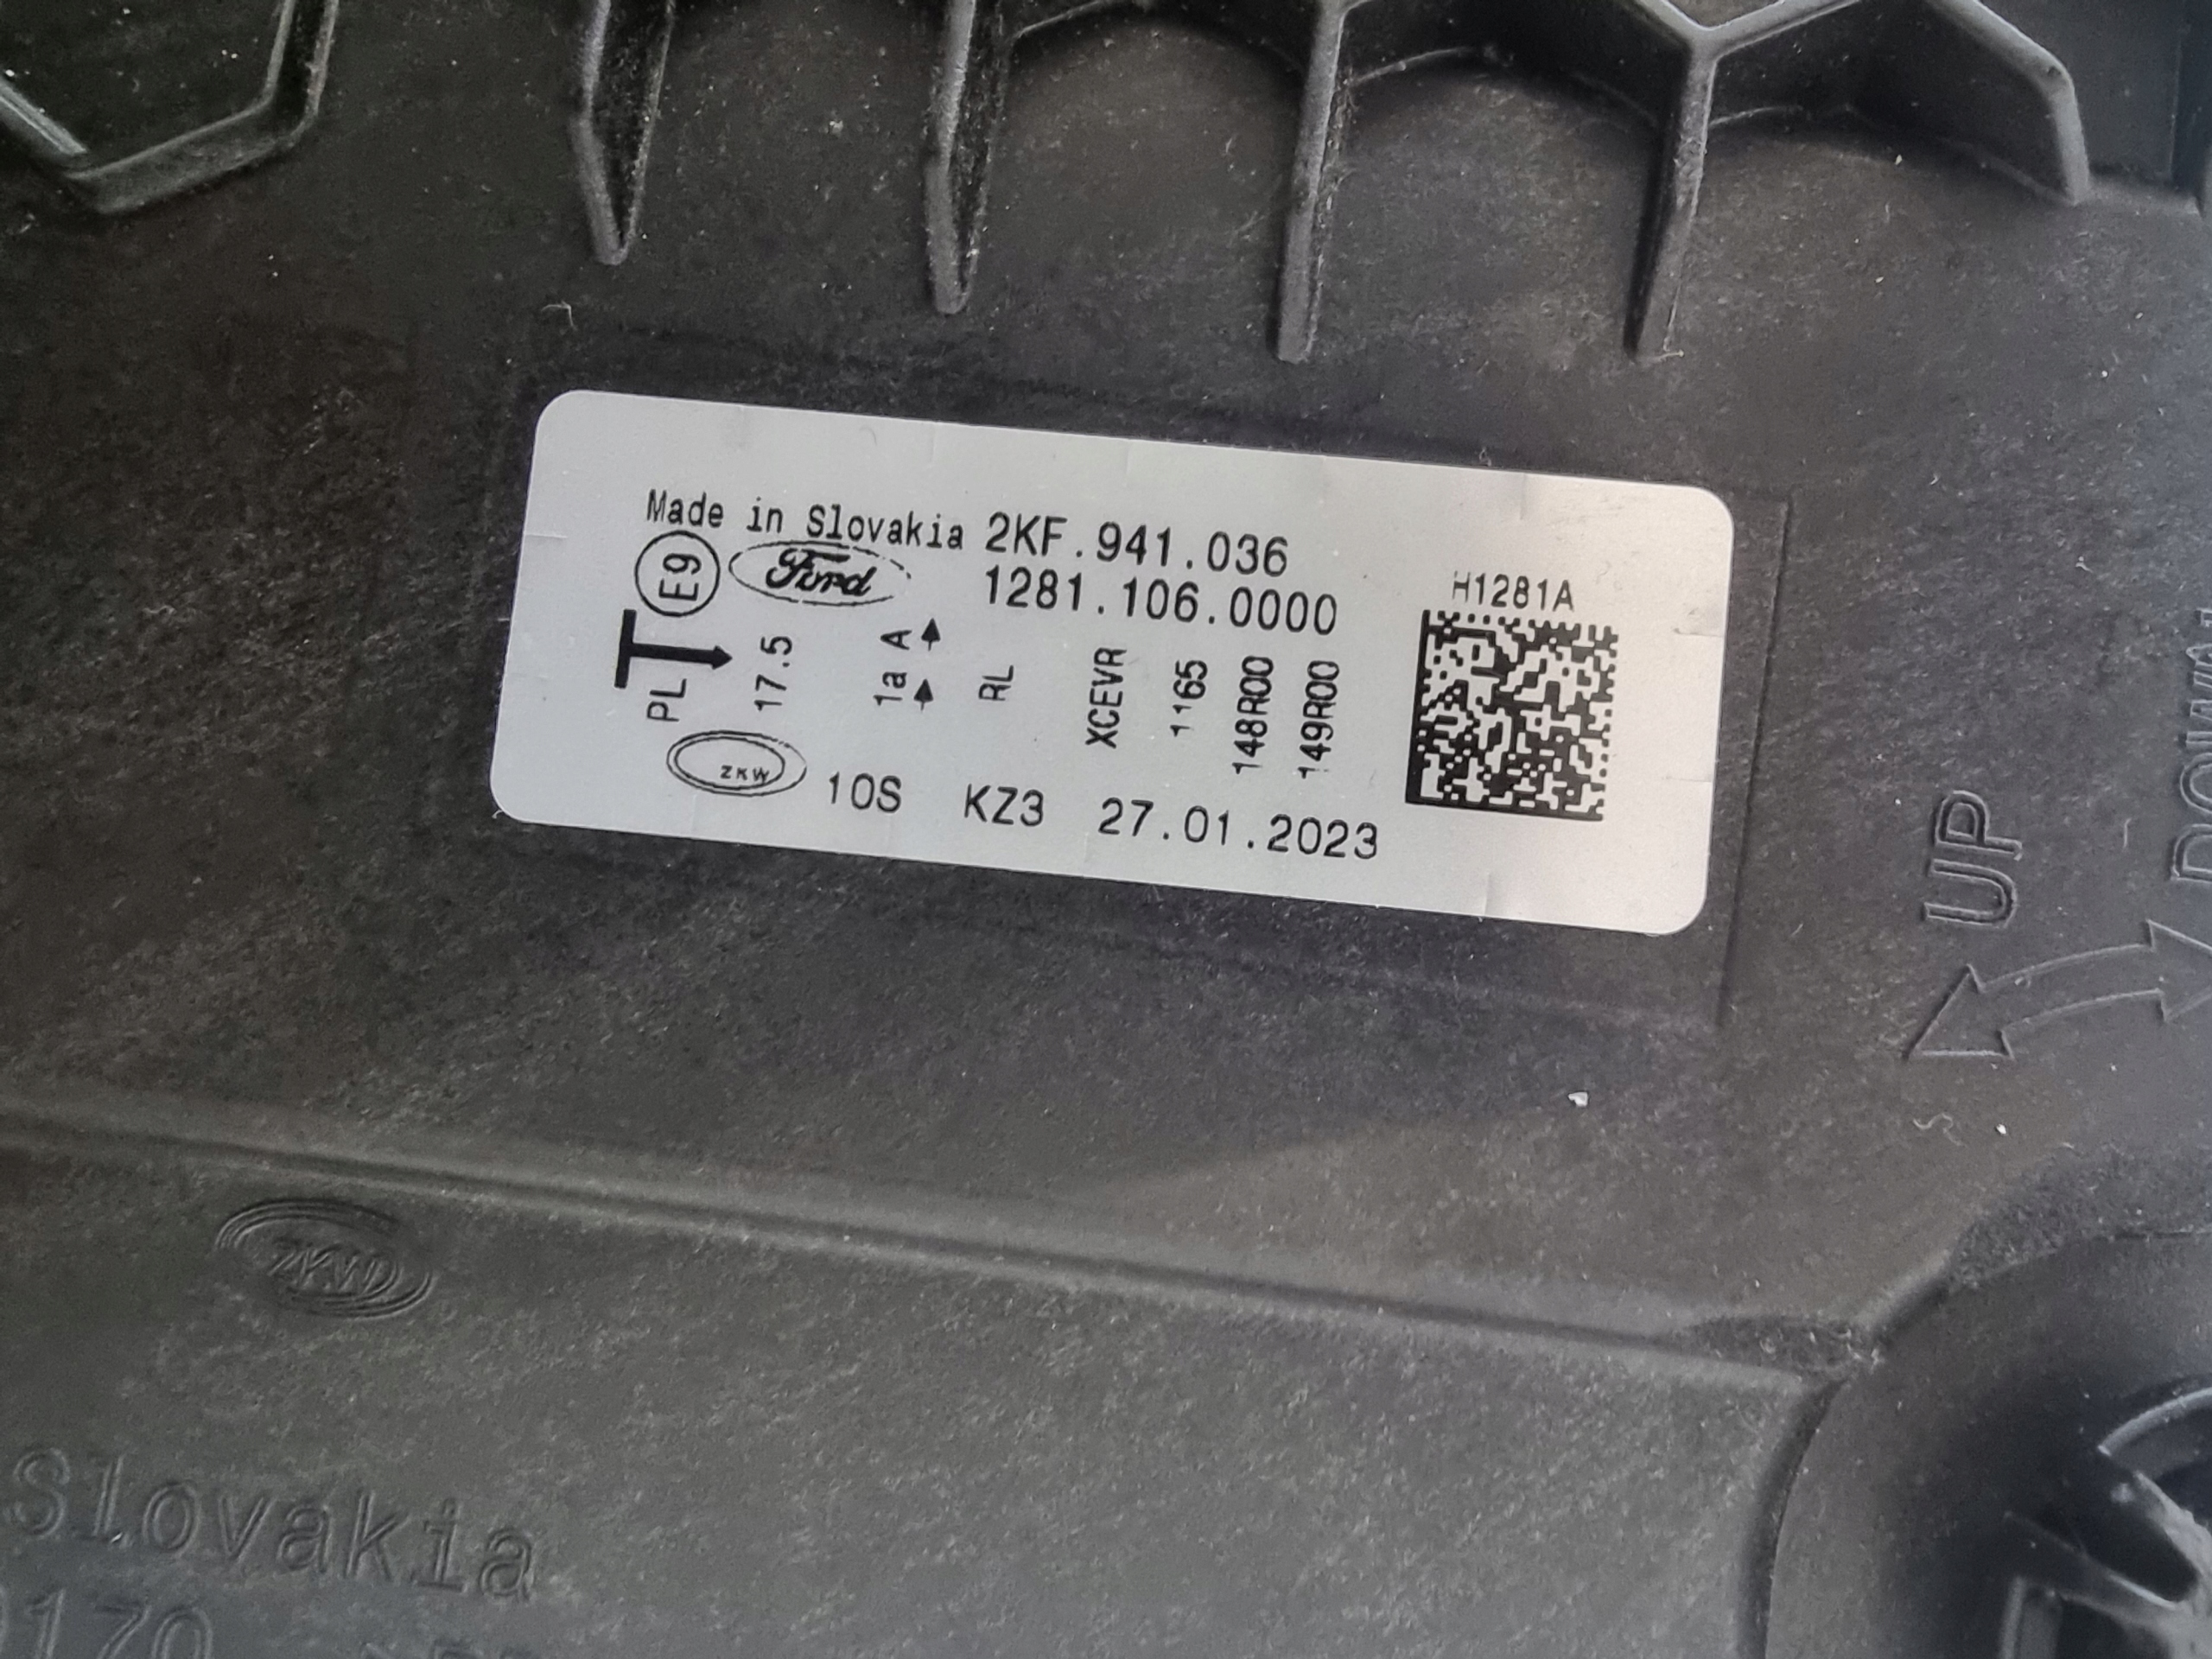 Made in Slovakia 2KF.941.036
E9 Ford 1281.106.0000
H1281A
PL
17.5
1a A
RL
XCEVR
1165
148R00
149R00
ZKW 10S KZ3 27.01.2023
UP
DOWN
ZKW
Slovakia